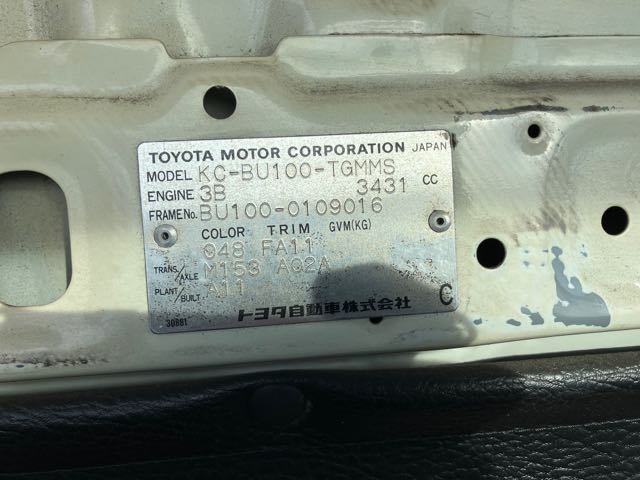 TOYOTA MOTOR CORPORATION JAPAN
MODEL KC-BU100-TGMMS
ENGINE 3B 3431 CC
FRAME No. BU100-0109016
COLOR TRIM GVM(KG)
048 FA11
TRANS./AXLE M153 A02A
PLANT/BUILT A11
トヨタ自動車株式会社 C
30881